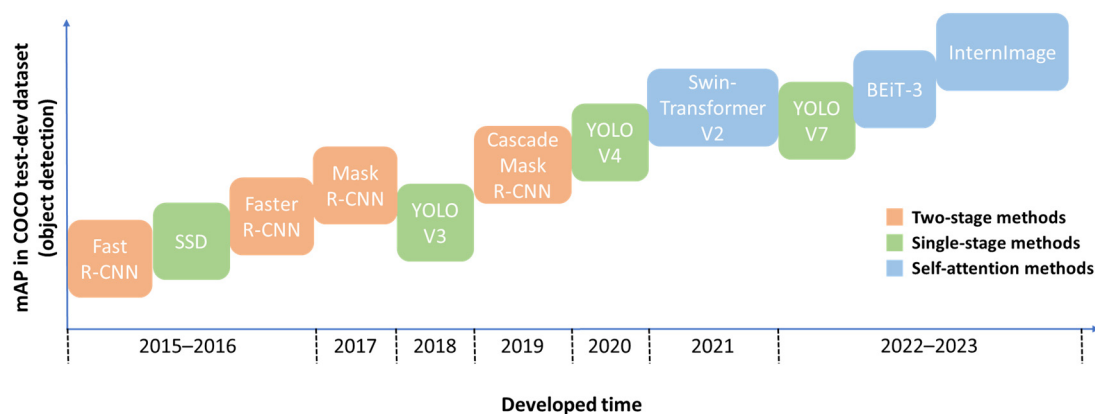 mAP in COCO test-dev dataset
(object detection)
Fast
R-CNN
SSD
Faster
R-CNN
Mask
R-CNN
YOLO
V3
Cascade
Mask
R-CNN
YOLO
V4
Swin-
Transformer
V2
YOLO
V7
BEiT-3
InternImage
Two-stage methods
Single-stage methods
Self-attention methods
2015–2016
2017
2018
2019
2020
2021
2022–2023
Developed time